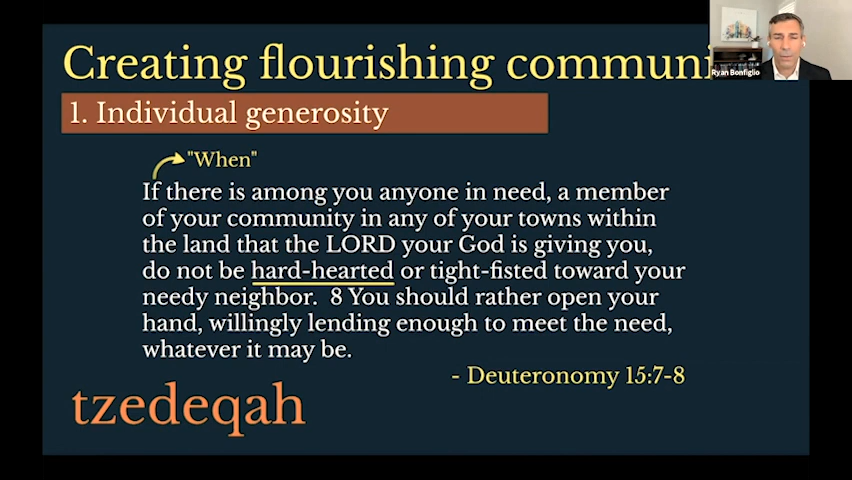 Creating flourishing communi
Ryan Bonfiglio
1. Individual generosity
"When"
If there is among you anyone in need, a member
of your community in any of your towns within
the land that the LORD your God is giving you,
do not be hard-hearted or tight-fisted toward your
needy neighbor. 8 You should rather open your
hand, willingly lending enough to meet the need,
whatever it may be.
- Deuteronomy 15:7-8
tzedeqah